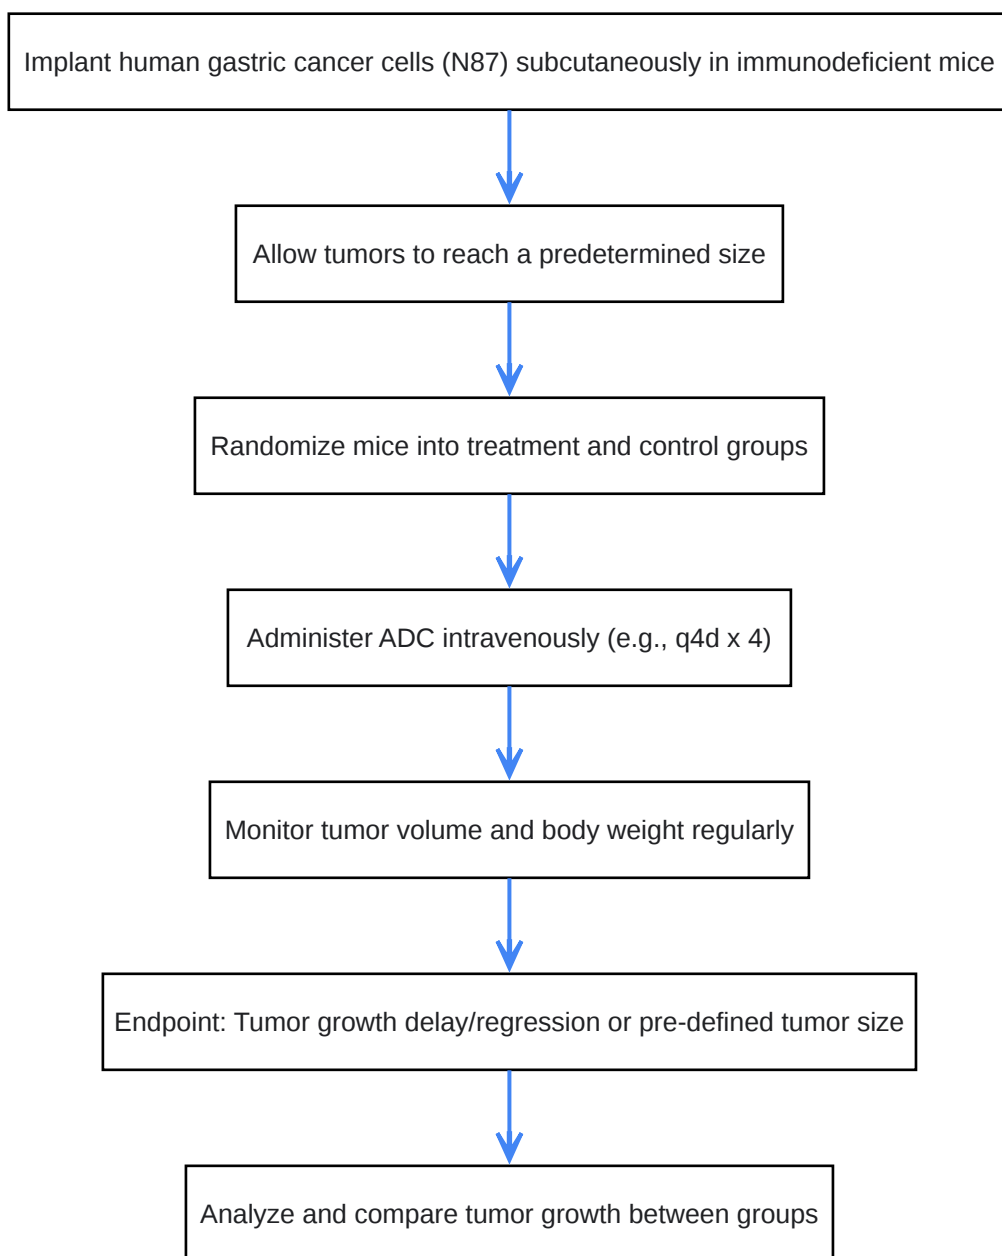 Implant human gastric cancer cells (N87) subcutaneously in immunodeficient mice
Allow tumors to reach a predetermined size
Randomize mice into treatment and control groups
Administer ADC intravenously (e.g., q4d x 4)
Monitor tumor volume and body weight regularly
Endpoint: Tumor growth delay/regression or pre-defined tumor size
Analyze and compare tumor growth between groups